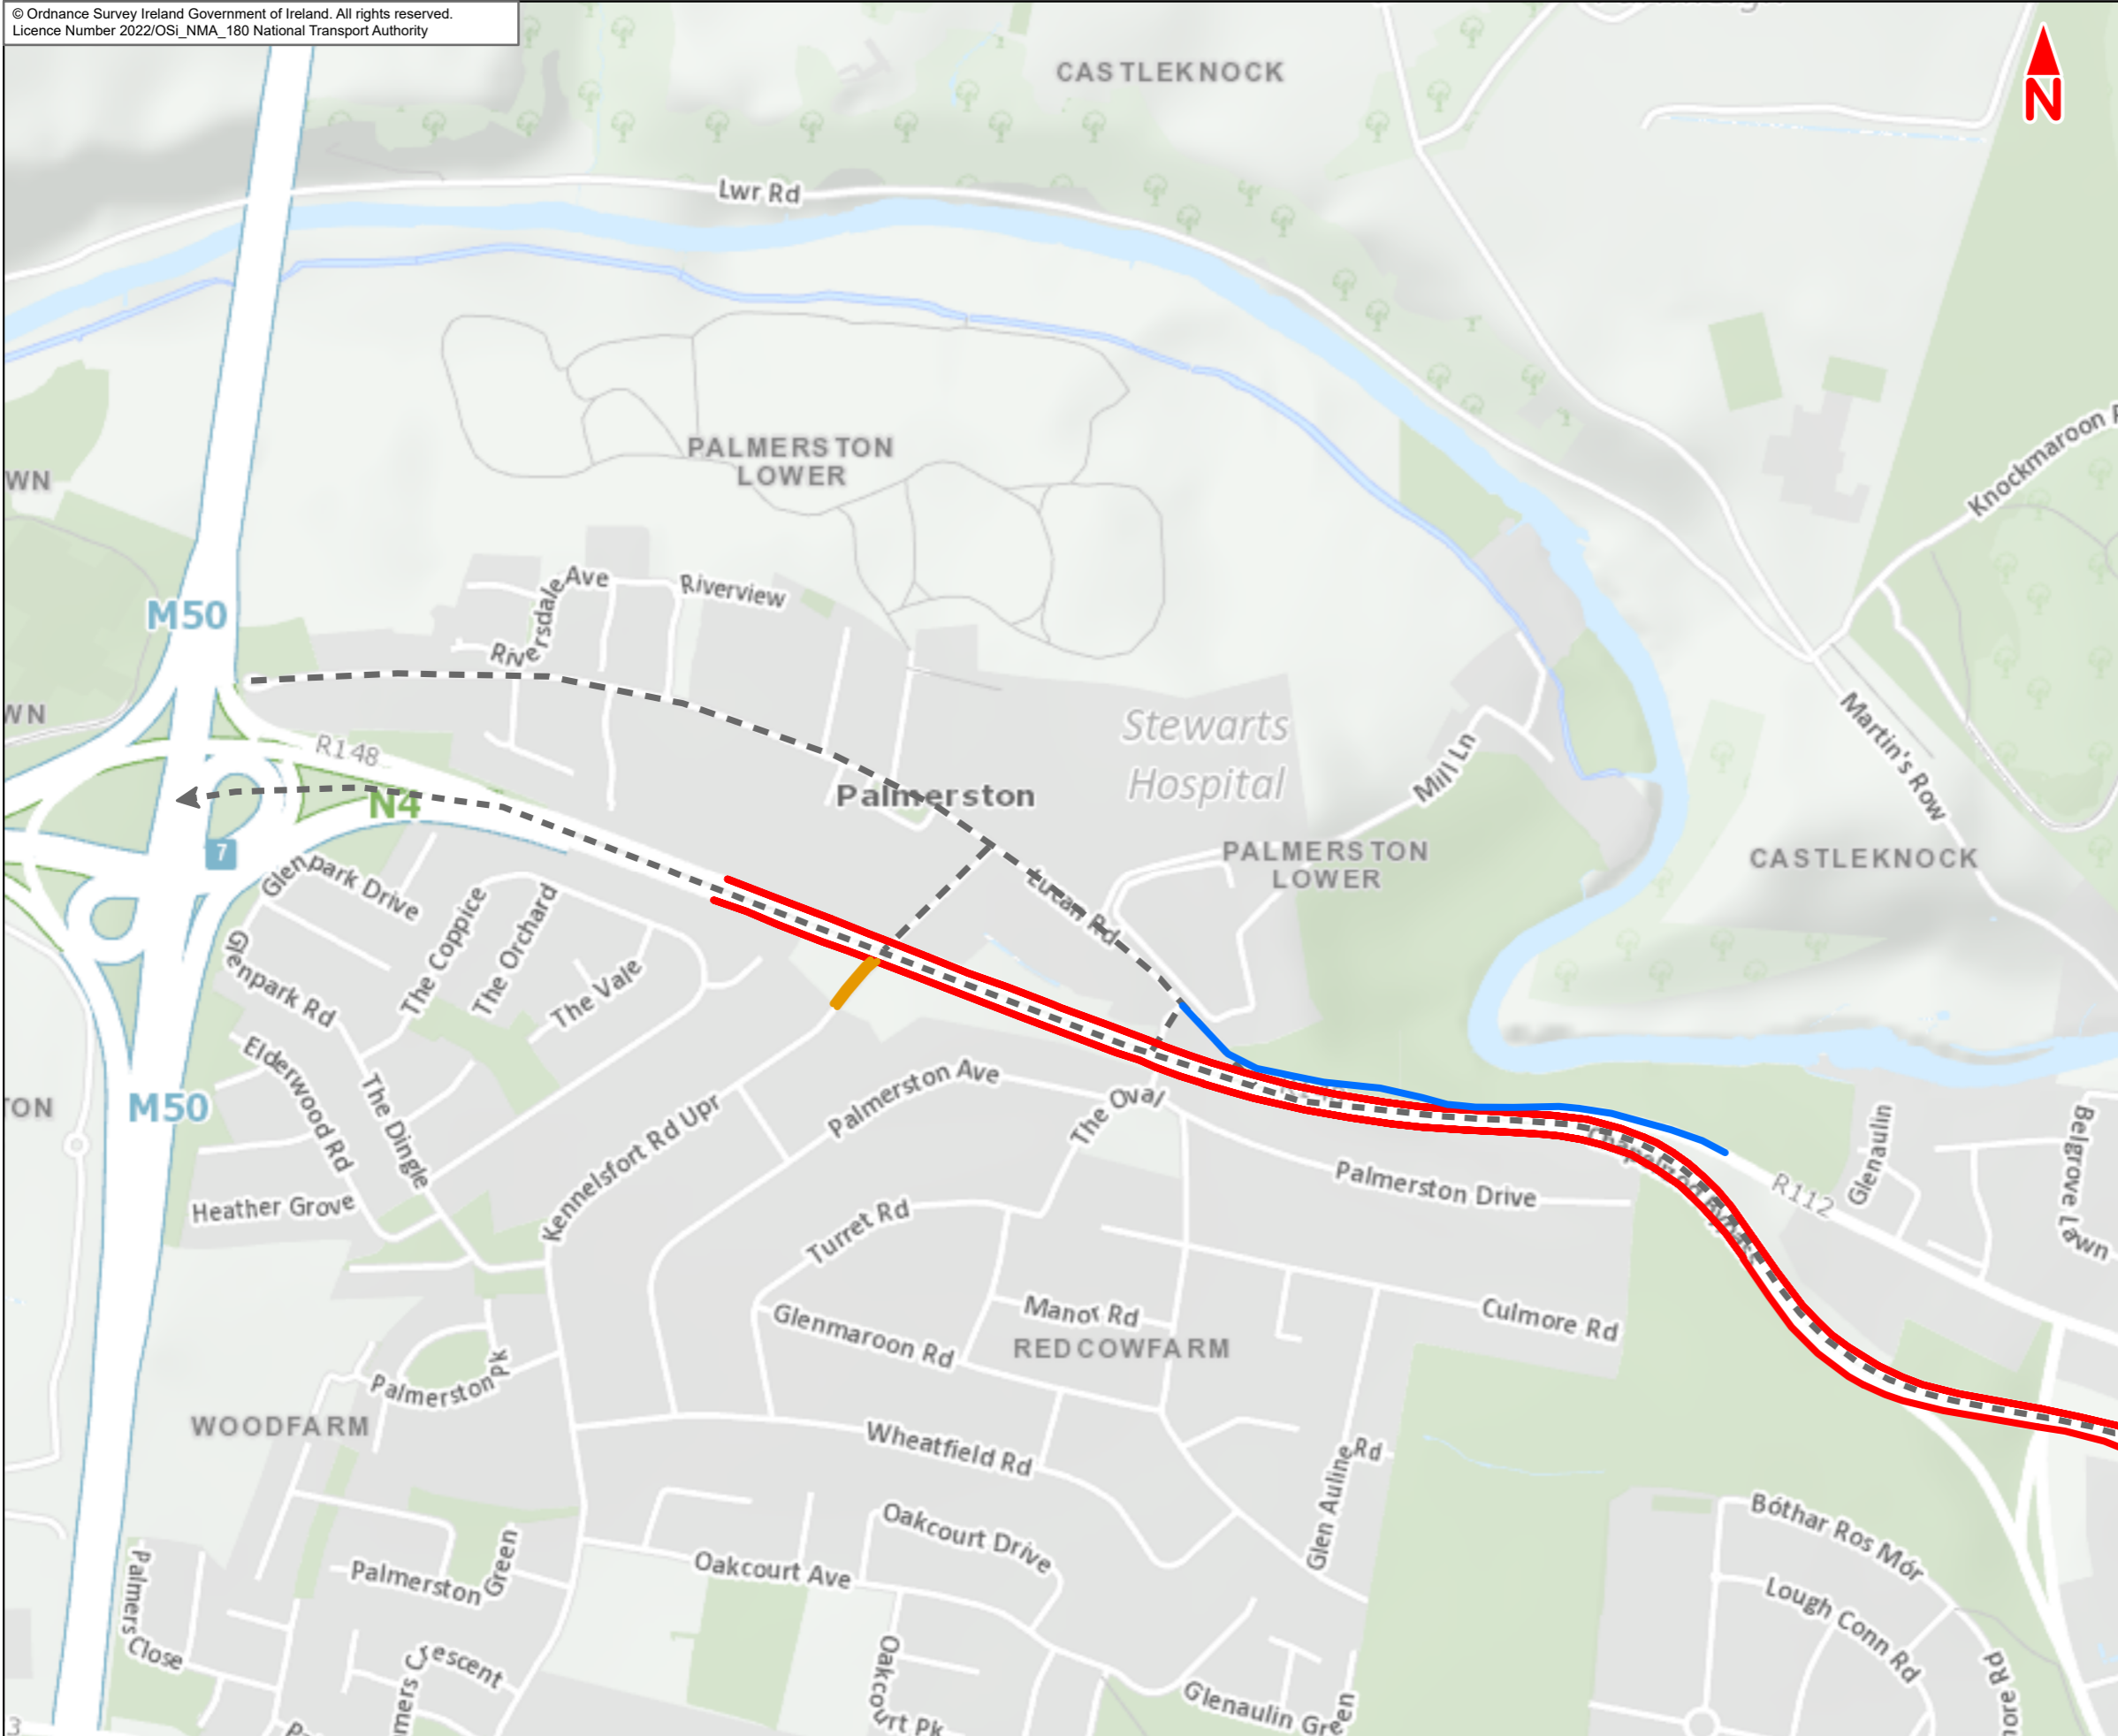 © Ordnance Survey Ireland Government of Ireland. All rights reserved.
Licence Number 2022/OSi_NMA_180 National Transport Authority
CASTLEKNOCK
N
Lwr Rd
PALMERSTON
LOWER
WN
Knockmaroon
Riversdale Ave
Riverview
M50
WN
R148
Stewarts
Hospital
Mill Ln
Martin's Row
N4
Palmerston
7
PALMERSTON
LOWER
CASTLEKNOCK
Glenpark Drive
Lucan Rd
The Coppice
The Orchard
The Vale
Glenpark Rd
Elderwood Rd
The Dingle
M50
TON
Palmerston Ave
The Oval
Kennelsfort Rd Upr
Heather Grove
Palmerston Drive
R112
Glenaulin
Belgrove Lawn
Turret Rd
Manor Rd
Glenmaroon Rd
REDCOWFARM
Culmore Rd
Palmerston Pk
WOODFARM
Wheatfield Rd
Glen Auline Rd
Oakcourt Drive
Oakcourt Ave
Bóthar Ros Mór
Lough Conn Rd
Palmerston Green
Palmers Close
mers Crescent
Oakcourt Pk
Glenaulin Green
more Rd
3